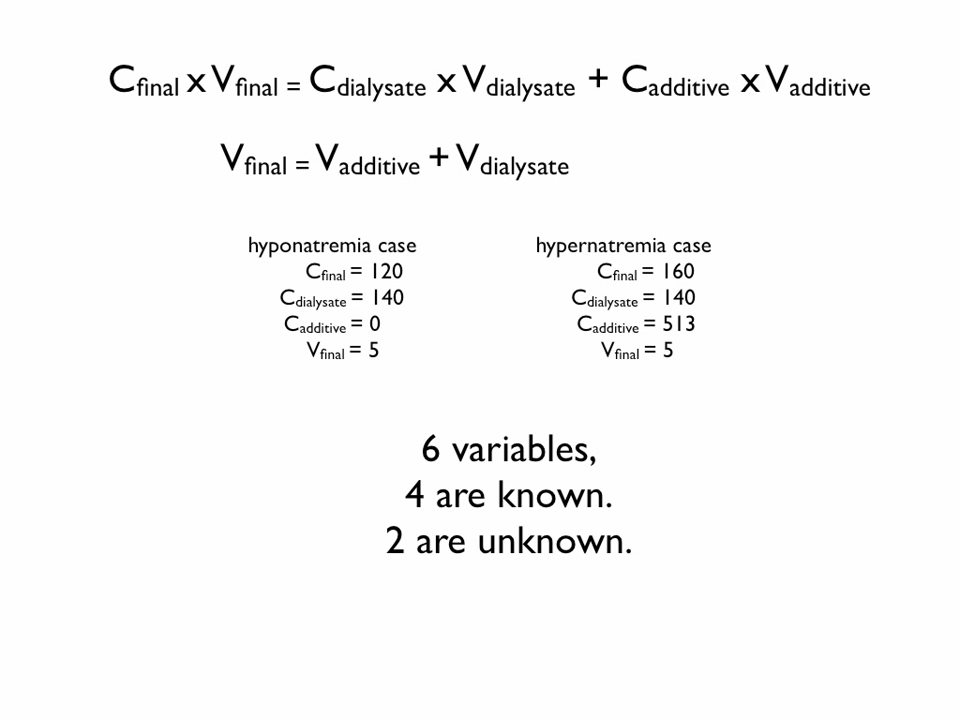 Cfinal x Vfinal = Cdialysate x Vdialysate + Cadditive x Vadditive
Vfinal = Vadditive + Vdialysate
hyponatremia case
Cfinal = 120
Cdialysate = 140
Cadditive = 0
Vfinal = 5
hypernatremia case
Cfinal = 160
Cdialysate = 140
Cadditive = 513
Vfinal = 5
6 variables,
4 are known.
2 are unknown.